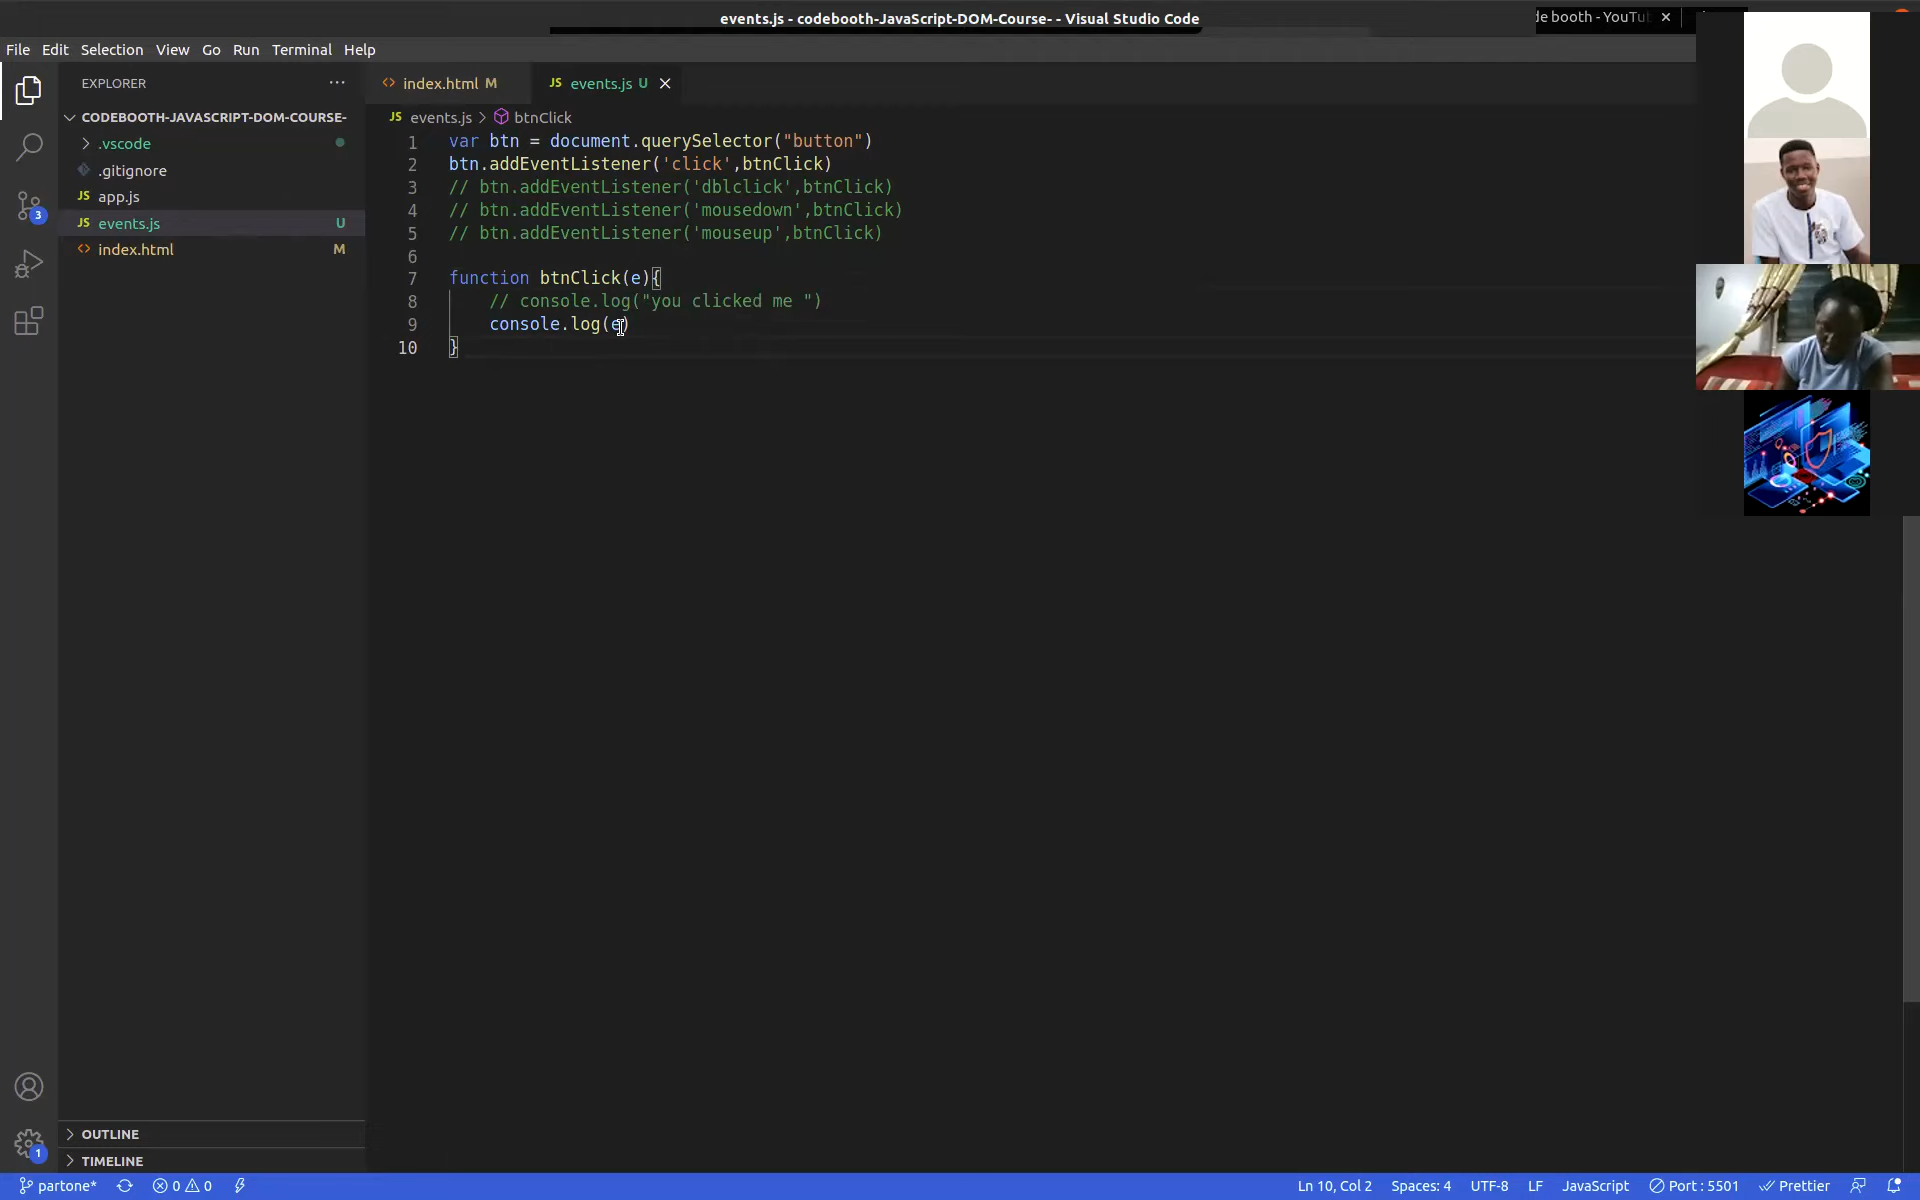 events.js - codebooth-JavaScript-DOM-Course- - Visual Studio Code
de booth - YouTu
File Edit Selection View Go Run Terminal Help
EXPLORER
index.html M
events.js U
CODEBOOTH-JAVASCRIPT-DOM-COURSE-
.vscode
.gitignore
app.js
events.js U
index.html M
events.js > btnClick
1 var btn = document.querySelector("button")
2 btn.addEventListener('click',btnClick)
3 // btn.addEventListener('dblclick',btnClick)
4 // btn.addEventListener('mousedown',btnClick)
5 // btn.addEventListener('mouseup',btnClick)
6
7 function btnClick(e){
8 // console.log("you clicked me ")
9 console.log(e)
10 }
3
1
OUTLINE
TIMELINE
partone* 0 0 Ln 10, Col 2 Spaces: 4 UTF-8 LF JavaScript Port : 5501 Prettier